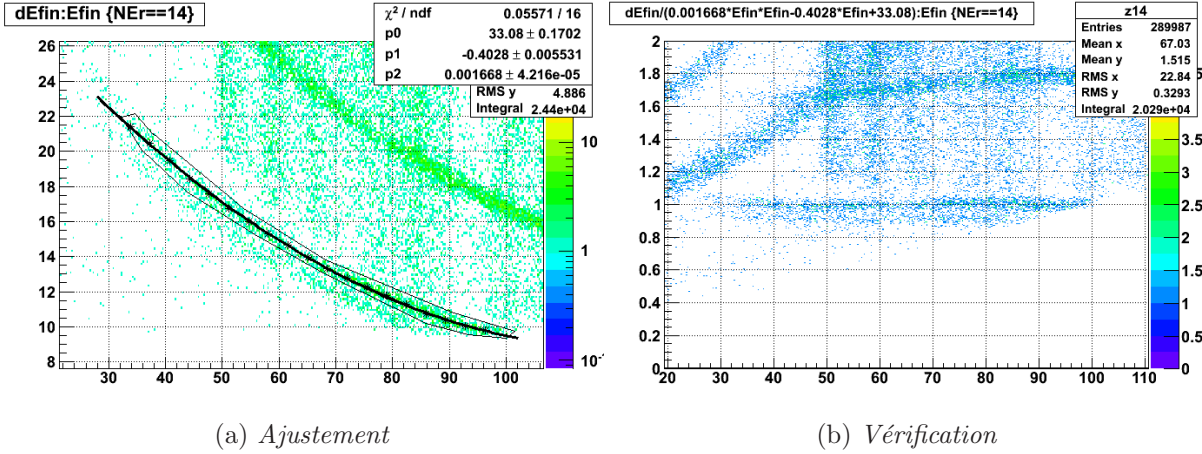 dEfin:Efin {NEr==14}
χ² / ndf 0.05571 / 16
p0 33.08 ± 0.1702
p1 -0.4028 ± 0.005531
p2 0.001668 ± 4.216e-05
RMS y 4.886
Integral 2.44e+04
26
24
22
20
18
16
14
12
10
8
30 40 50 60 70 80 90 100
10
1
(a) Ajustement
dEfin/(0.001668*Efin*Efin-0.4028*Efin+33.08):Efin {NEr==14}
z14
Entries 289987
Mean x 67.03
Mean y 1.515
RMS x 22.84
RMS y 0.3293
Integral 2.029e+04
2
1.8
1.6
1.4
1.2
1
0.8
0.6
0.4
0.2
0
20 30 40 50 60 70 80 90 100 110
3.5
3
2.5
2
1.5
1
0.5
0
(b) Vérification